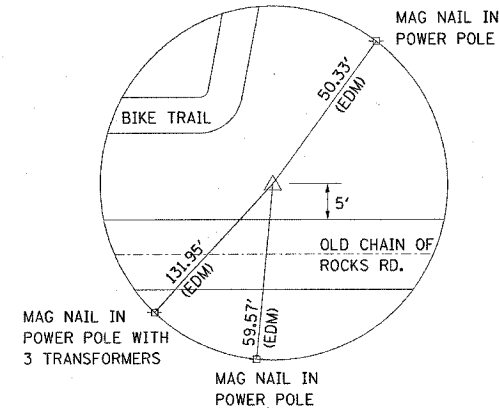 MAG NAIL IN
POWER POLE
50.33'
(EDM)
BIKE TRAIL
5'
OLD CHAIN OF
ROCKS RD.
131.95'
(EDM)
59.57'
(EDM)
MAG NAIL IN
POWER POLE WITH
3 TRANSFORMERS
MAG NAIL IN
POWER POLE